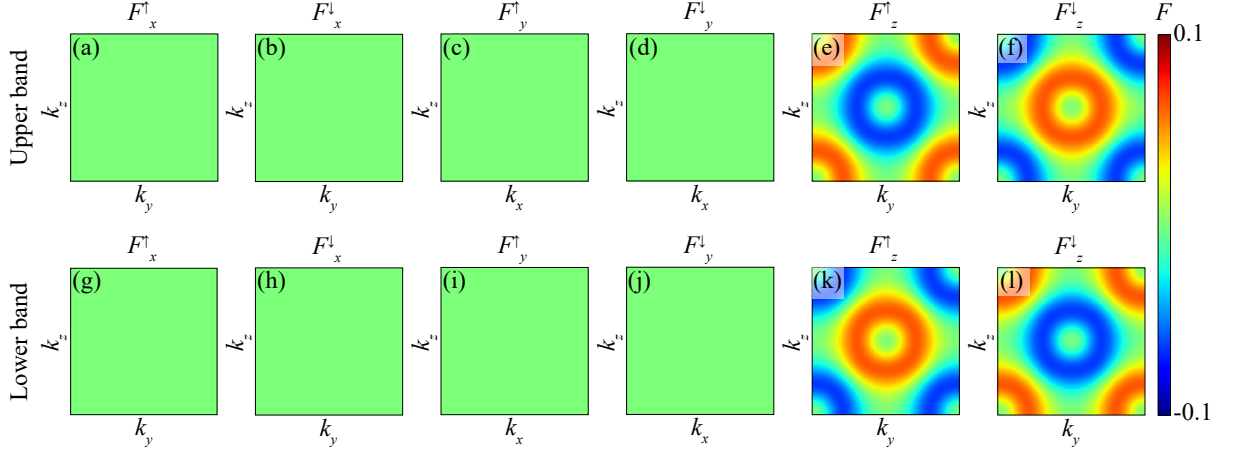 F↑x F↓x F↑y F↓y F↑z F↓z F
Upper band
(a) (b) (c) (d) (e) (f) 0.1
kz kz kz kz kz kz
ky ky kx kx ky ky
F↑x F↓x F↑y F↓y F↑z F↓z
Lower band
(g) (h) (i) (j) (k) (l)
kz kz kz kz kz kz
-0.1
ky ky kx kx ky ky